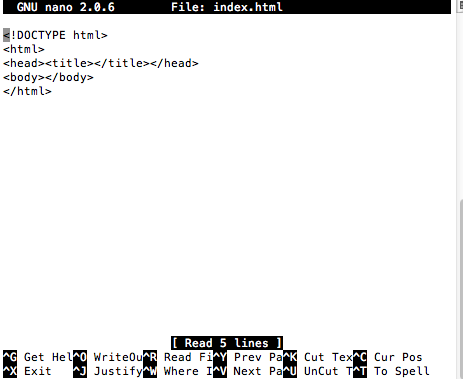 GNU nano 2.0.6 File: index.html
<!DOCTYPE html>
<html>
<head><title></title></head>
<body></body>
</html>
[ Read 5 lines ]
^G Get Hel^O WriteOu^R Read Fi^Y Prev Pa^K Cut Tex^C Cur Pos
^X Exit ^J Justify^W Where I^V Next Pa^U UnCut T^T To Spell